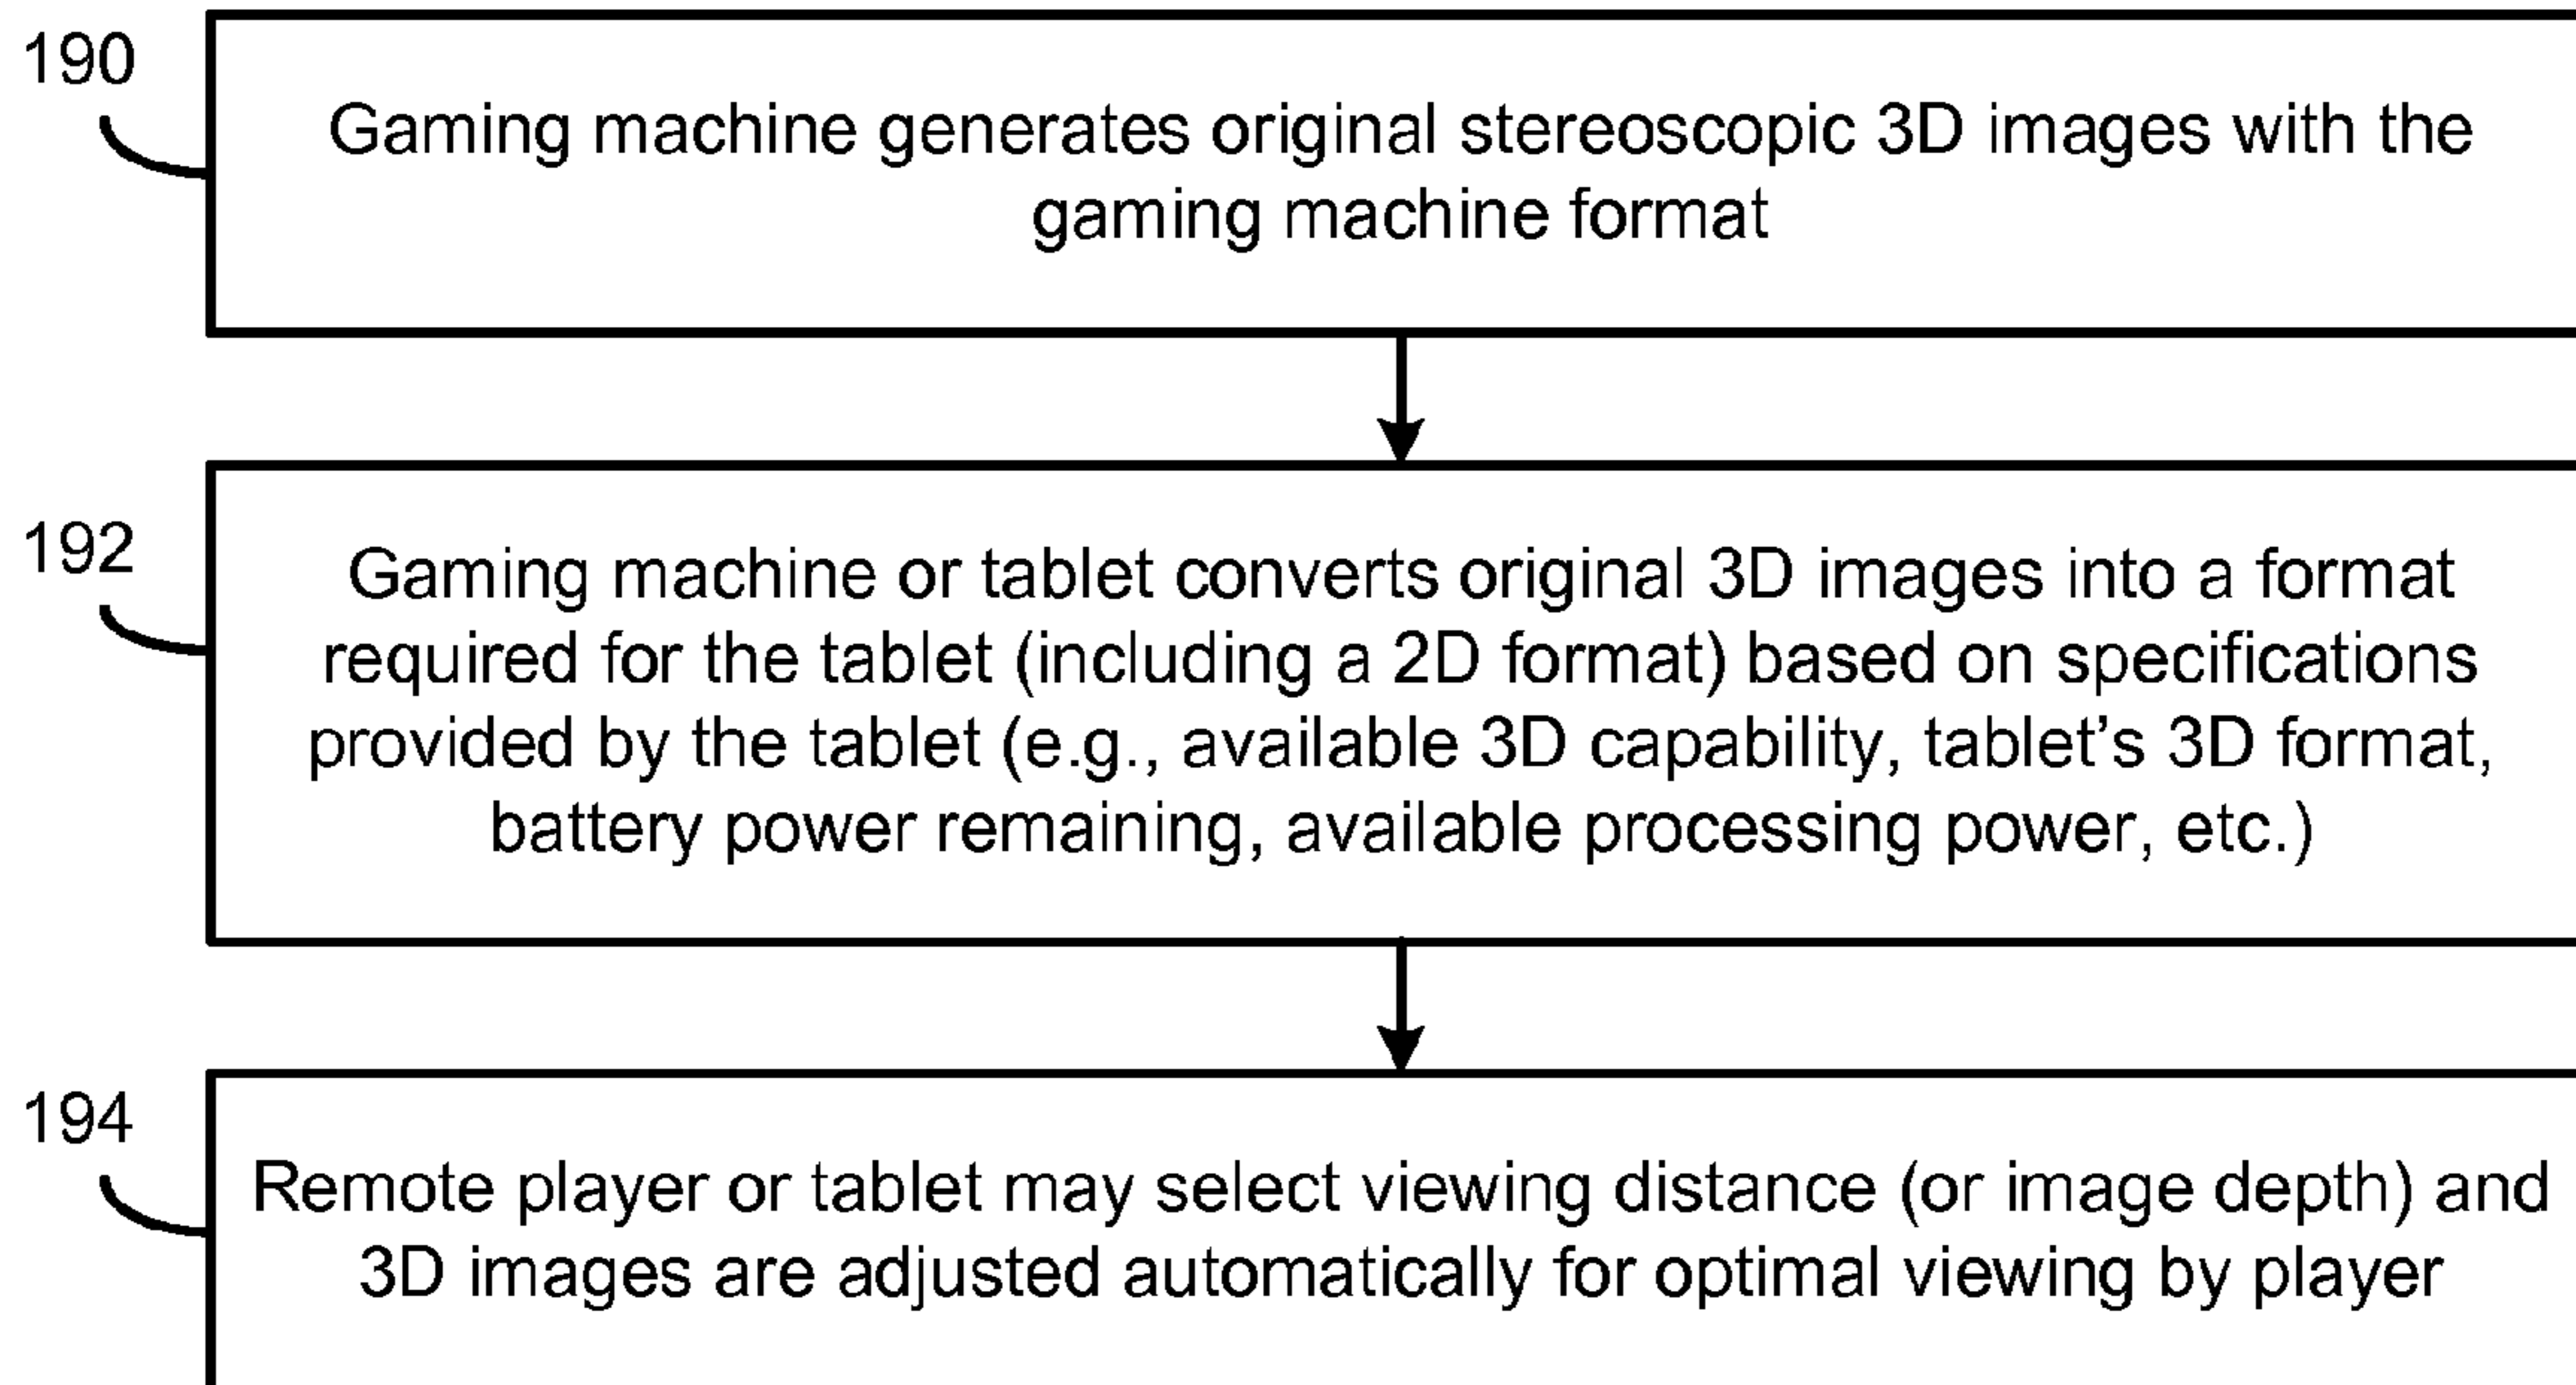 190
Gaming machine generates original stereoscopic 3D images with the
gaming machine format
192
Gaming machine or tablet converts original 3D images into a format
required for the tablet (including a 2D format) based on specifications
provided by the tablet (e.g., available 3D capability, tablet’s 3D format,
battery power remaining, available processing power, etc.)
194
Remote player or tablet may select viewing distance (or image depth) and
3D images are adjusted automatically for optimal viewing by player